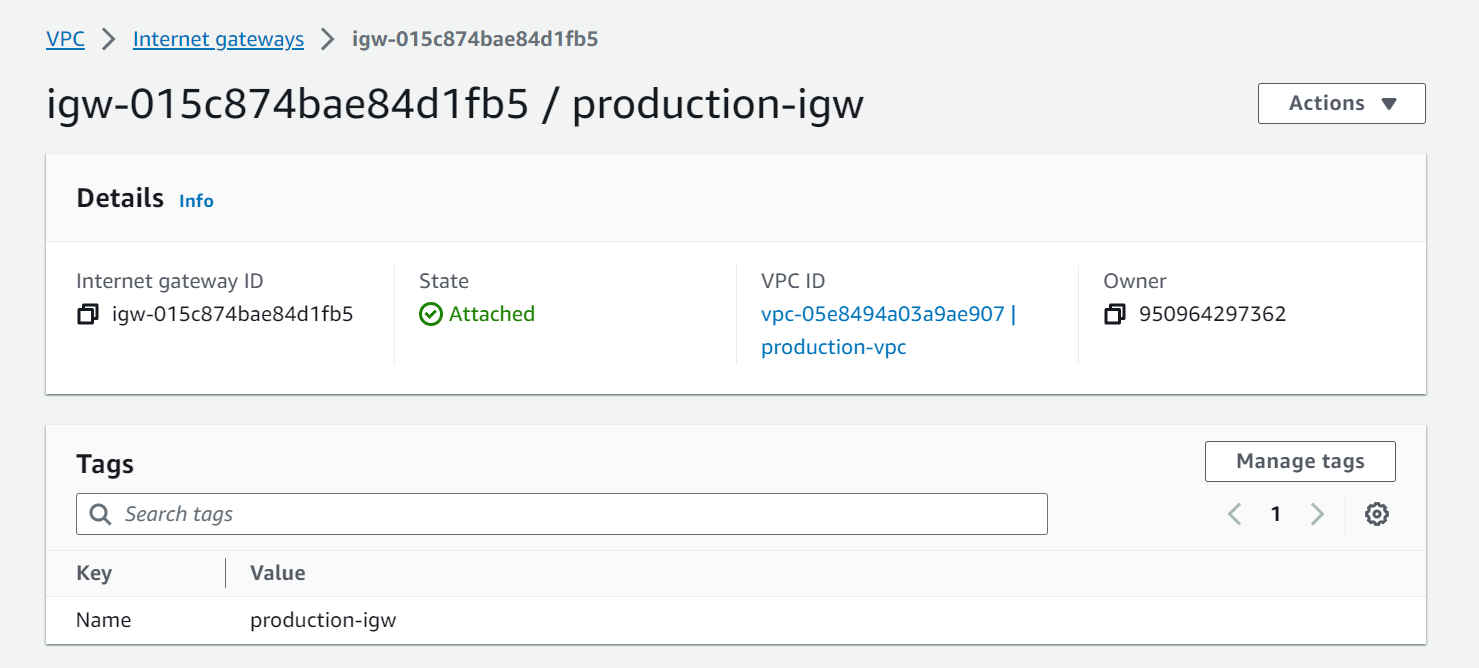 VPC > Internet gateways > igw-015c874bae84d1fb5
igw-015c874bae84d1fb5 / production-igw
Actions
Details Info
Internet gateway ID
igw-015c874bae84d1fb5
State
Attached
VPC ID
vpc-05e8494a03a9ae907 |
production-vpc
Owner
950964297362
Tags
Manage tags
Search tags
1
Key Value
Name production-igw